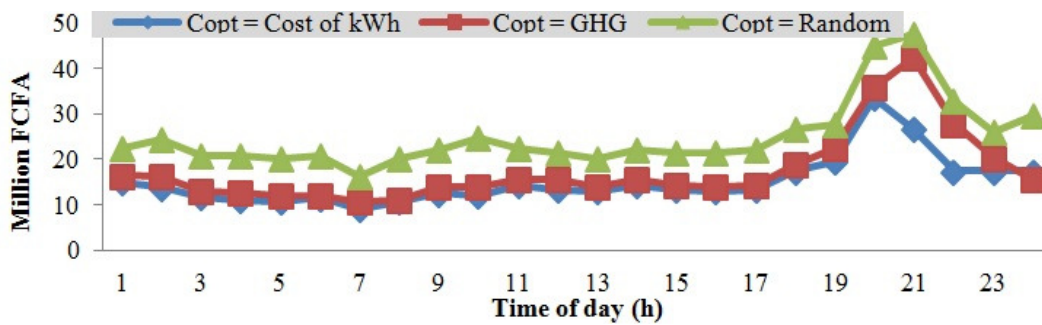 Copt = Cost of kWh Copt = GHG Copt = Random
50
40
30
20
10
0
Million FCFA
1 3 5 7 9 11 13 15 17 19 21 23
Time of day (h)